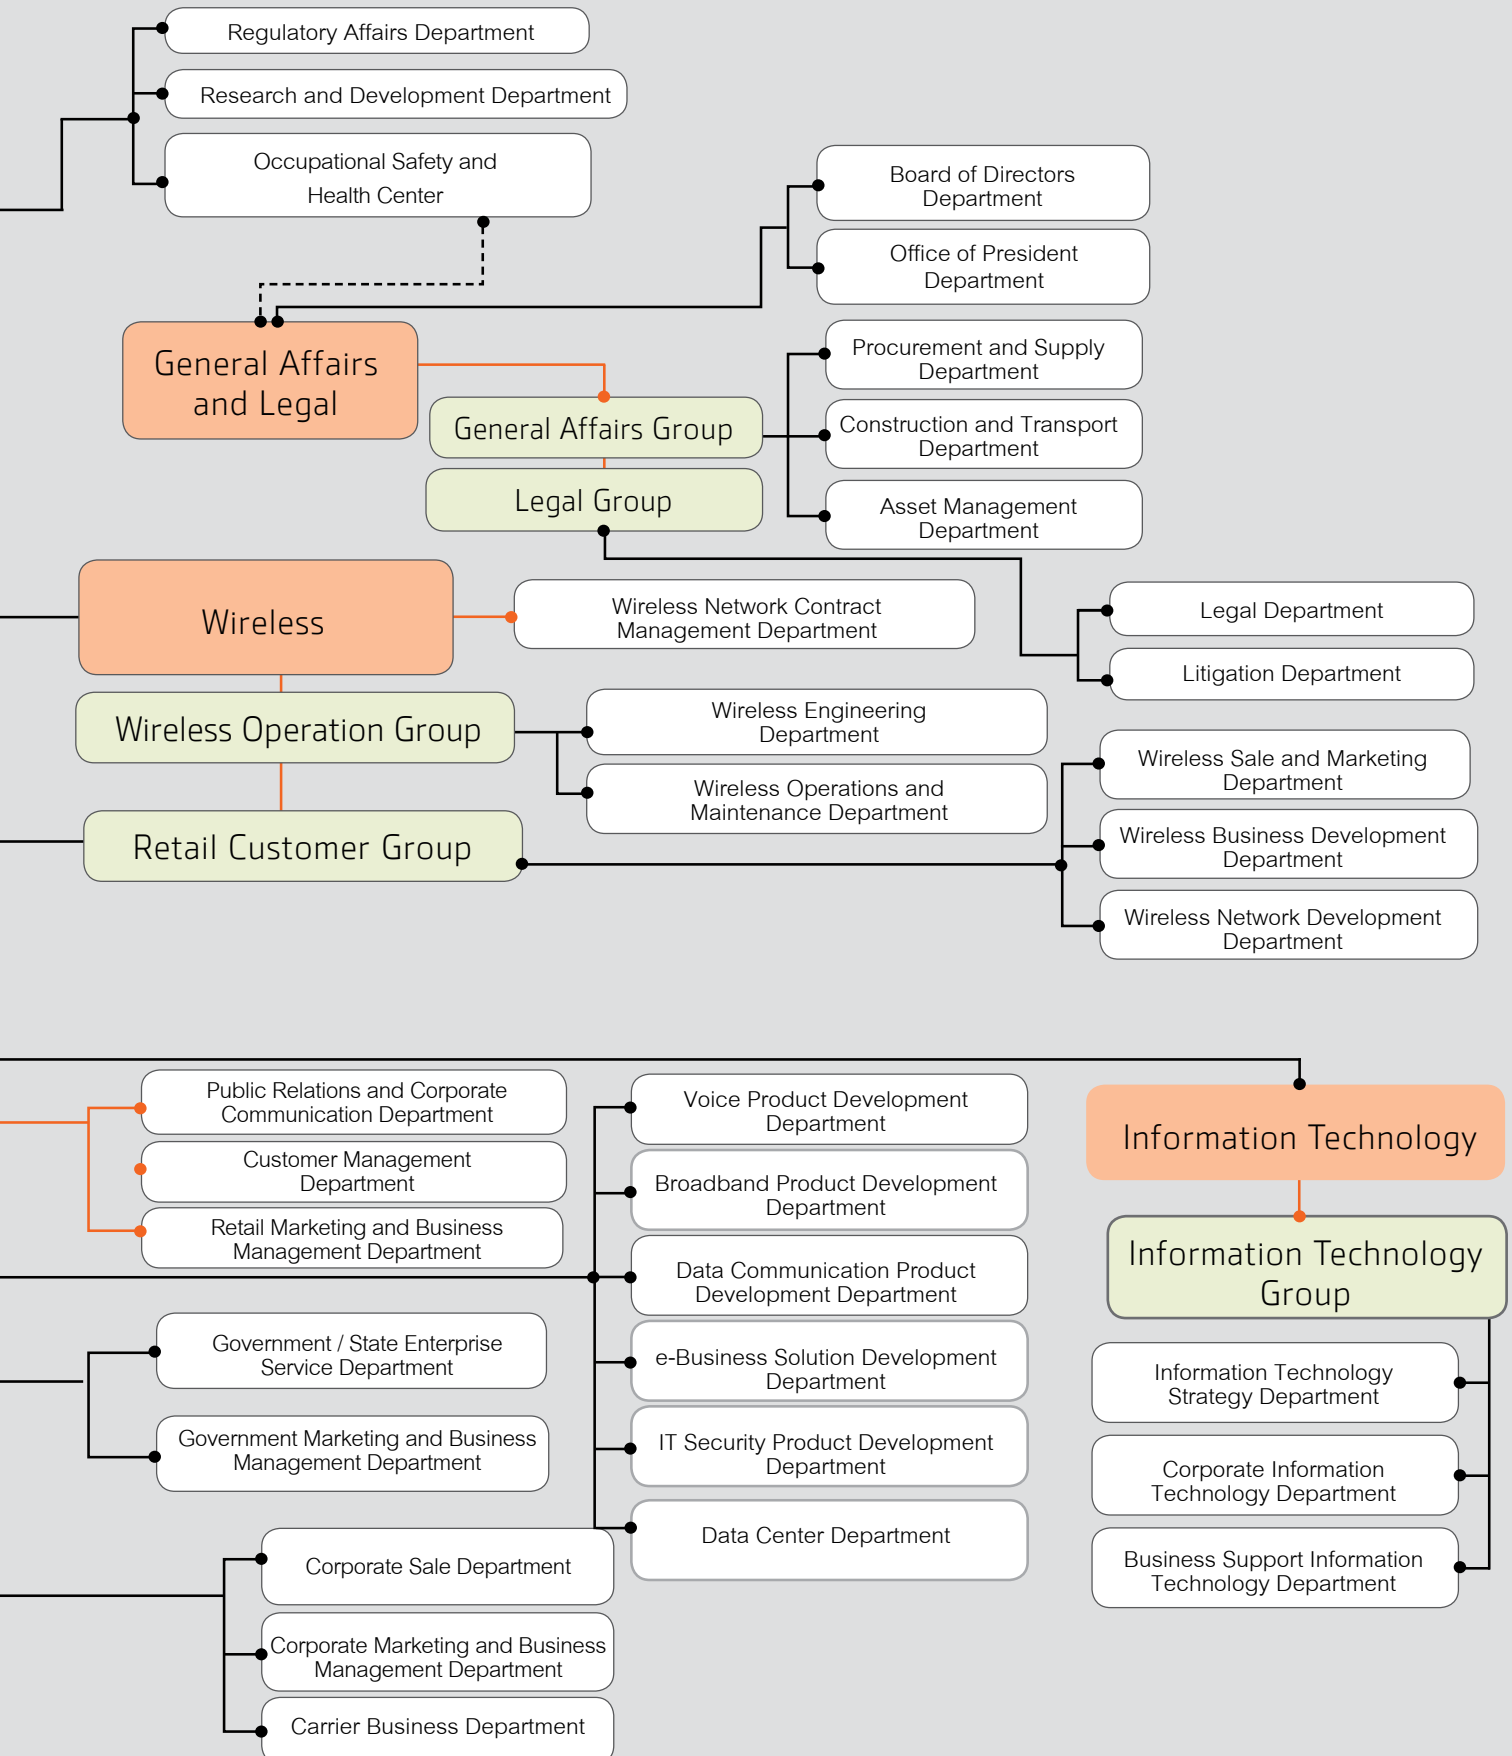 Regulatory Affairs Department
Research and Development Department
Occupational Safety and
Health Center
Board of Directors
Department
Office of President
Department
General Affairs
and Legal
Procurement and Supply
Department
General Affairs Group
Construction and Transport
Department
Legal Group
Asset Management
Department
Wireless
Wireless Network Contract
Management Department
Legal Department
Litigation Department
Wireless Operation Group
Wireless Engineering
Department
Wireless Operations and
Maintenance Department
Wireless Sale and Marketing
Department
Retail Customer Group
Wireless Business Development
Department
Wireless Network Development
Department
Public Relations and Corporate
Communication Department
Customer Management
Department
Retail Marketing and Business
Management Department
Government / State Enterprise
Service Department
Government Marketing and Business
Management Department
Corporate Sale Department
Corporate Marketing and Business
Management Department
Carrier Business Department
Voice Product Development
Department
Broadband Product Development
Department
Data Communication Product
Development Department
e-Business Solution Development
Department
IT Security Product Development
Department
Data Center Department
Information Technology
Information Technology
Group
Information Technology
Strategy Department
Corporate Information
Technology Department
Business Support Information
Technology Department